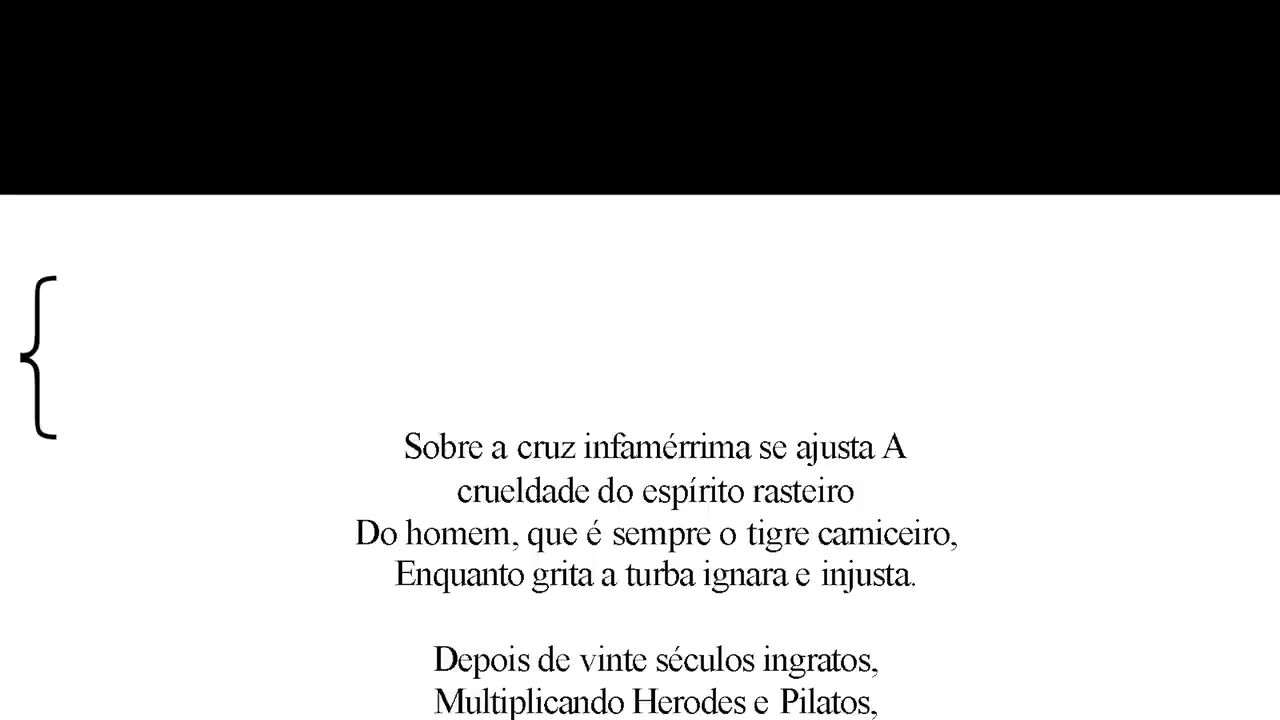 Sobre a cruz infamérrima se ajusta A
crueldade do espírito rasteiro
Do homem, que é sempre o tigre carniceiro,
Enquanto grita a turba ignara e injusta.
Depois de vinte séculos ingratos,
Multiplicando Herodes e Pilatos,